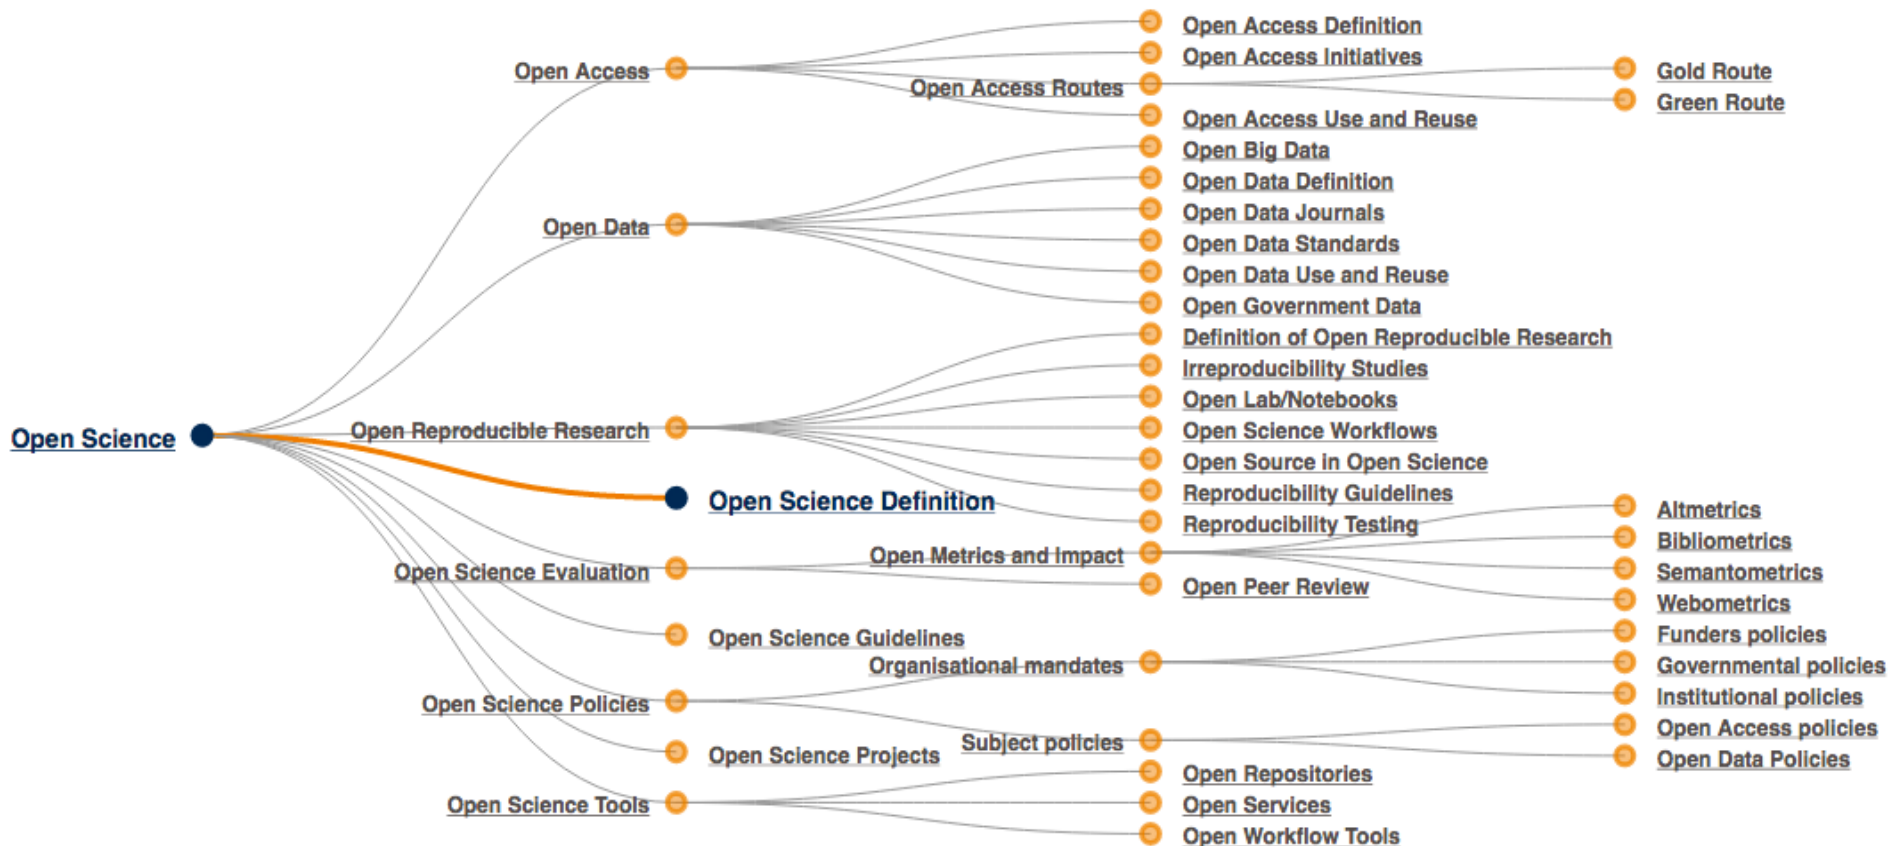 Open Science
Open Access
Open Access Definition
Open Access Initiatives
Open Access Routes
Gold Route
Green Route
Open Access Use and Reuse
Open Data
Open Big Data
Open Data Definition
Open Data Journals
Open Data Standards
Open Data Use and Reuse
Open Government Data
Open Reproducible Research
Definition of Open Reproducible Research
Irreproducibility Studies
Open Lab/Notebooks
Open Science Workflows
Open Source in Open Science
Reproducibility Guidelines
Reproducibility Testing
Open Science Definition
Open Science Evaluation
Open Metrics and Impact
Altmetrics
Bibliometrics
Semantometrics
Webometrics
Open Peer Review
Open Science Guidelines
Open Science Policies
Organisational mandates
Funders policies
Governmental policies
Institutional policies
Subject policies
Open Access policies
Open Data Policies
Open Science Projects
Open Science Tools
Open Repositories
Open Services
Open Workflow Tools